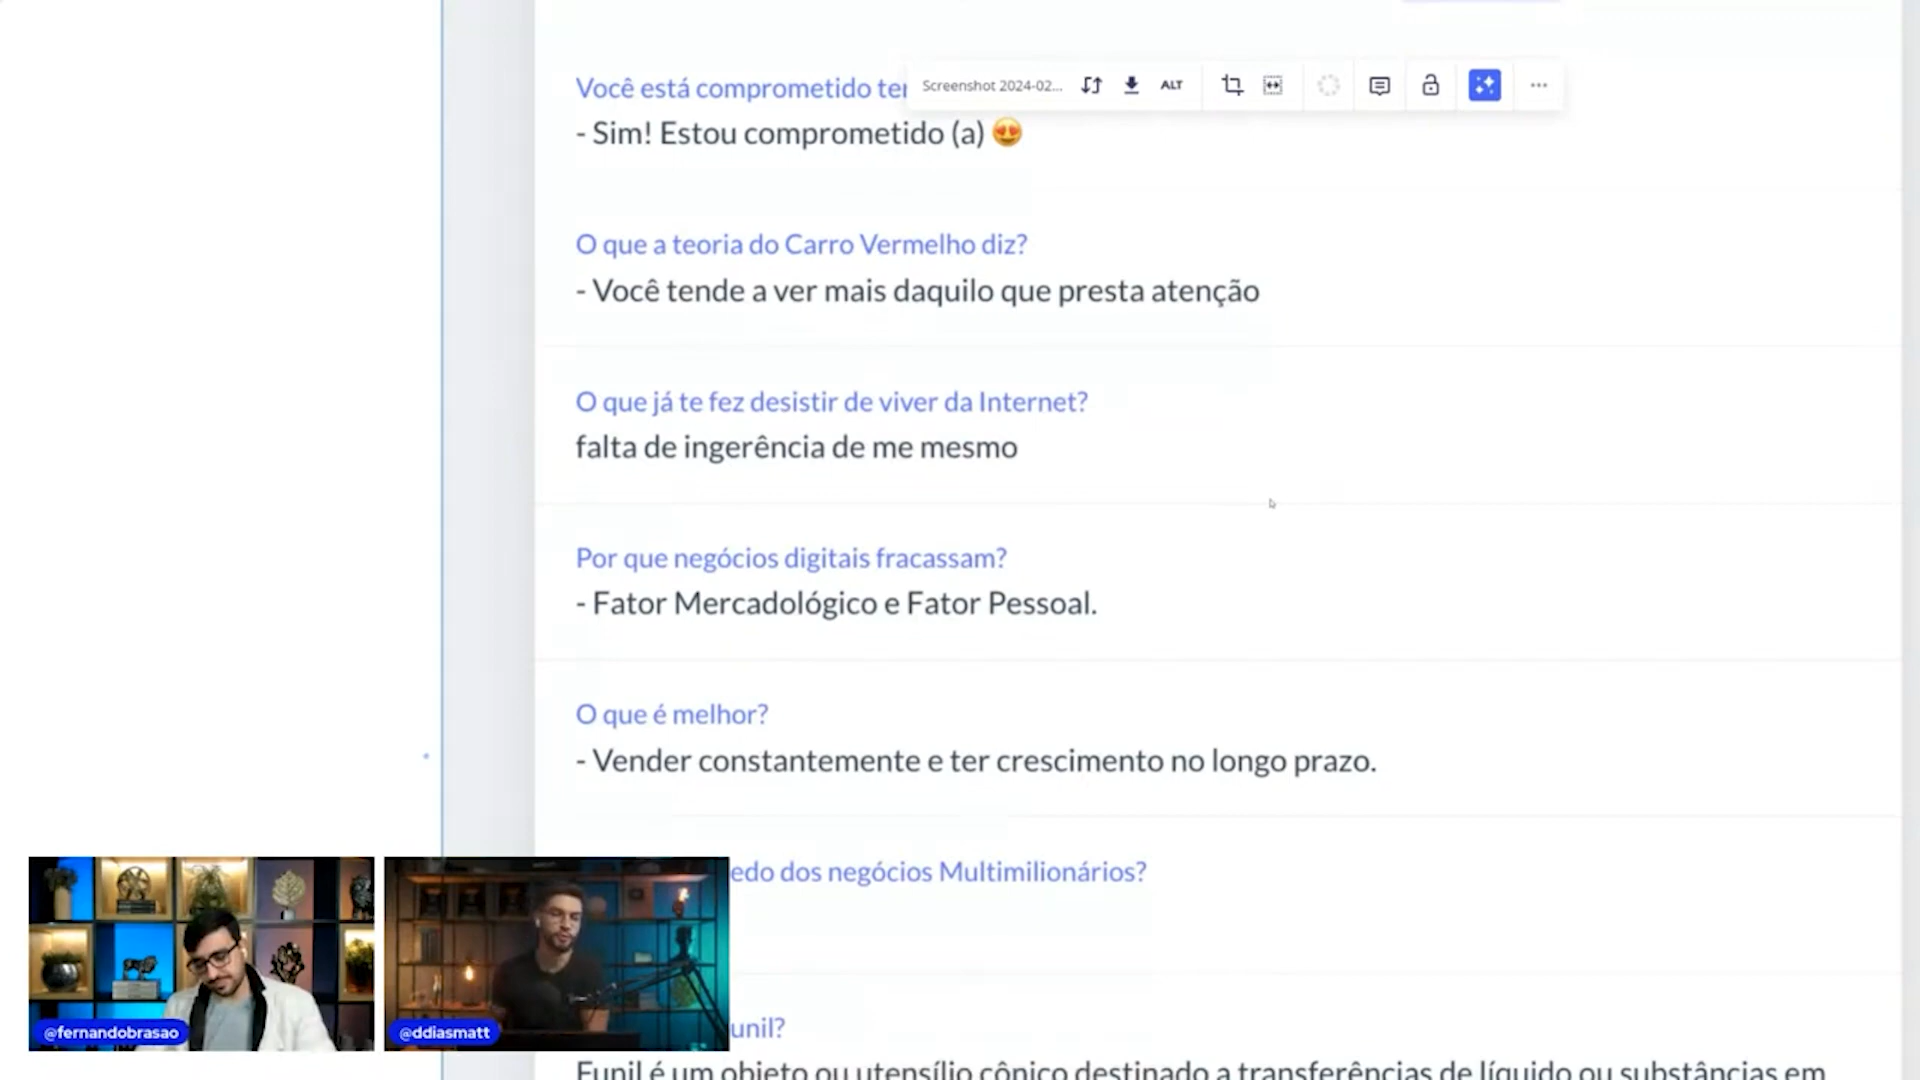 Você está comprometido
Screenshot 2024-02...
ALT
- Sim! Estou comprometido (a) 😍
O que a teoria do Carro Vermelho diz?
- Você tende a ver mais daquilo que presta atenção
O que já te fez desistir de viver da Internet?
falta de ingerência de me mesmo
Por que negócios digitais fracassam?
- Fator Mercadológico e Fator Pessoal.
O que é melhor?
- Vender constantemente e ter crescimento no longo prazo.
edo dos negócios Multimilionários?
unil?
Funil é um objeto ou utensílio cônico destinado a transferências de líquido ou substâncias em
@fernandobrasao
@ddiasmatt